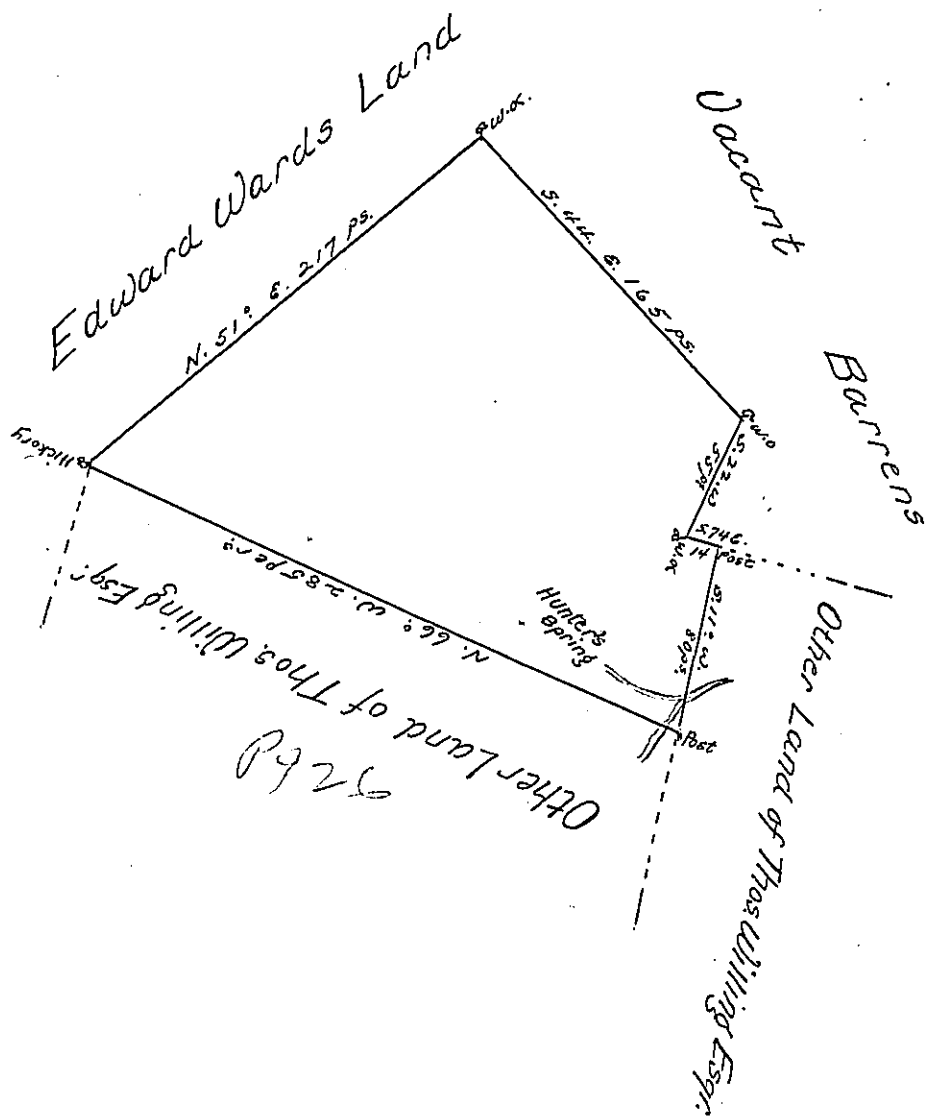 Edward Wards Land
Vacant
Barrens
w.o.
N. 51°. E. 217 ps.
S. 44. E. 165 ps.
w.o
S. 22. W
55 ps
w.o.
S. 74 E.
14
Post
S. 11°. W.
80 ps.
Hunter's
Spring
Post
N. 66°. W. 285 per.s
Hickory
Other Land of Thos. Willing Esqr.
Other Land of Thos. Willing Esqr.